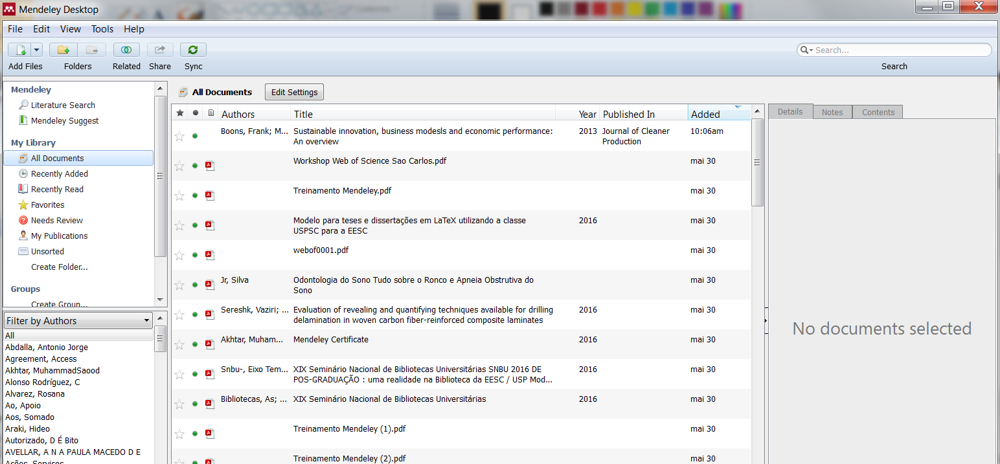 Mendeley Desktop
File Edit View Tools Help
Add Files Folders Related Share Sync
Search...
Search
Mendeley
Literature Search
Mendeley Suggest
My Library
All Documents
Recently Added
Recently Read
Favorites
Needs Review
My Publications
Unsorted
Create Folder...
Groups
Create Group...
Filter by Authors
All
Abdalla, Antonio Jorge
Agreement, Access
Akhtar, MuhammadSaood
Alonso Rodríguez, C
Alvarez, Rosana
Ao, Apoio
Aos, Somado
Araki, Hideo
Autorizado, D É Bito
AVELLAR, A N A PAULA MACEDO D E
Ações, Serviços
All Documents Edit Settings
Authors Title Year Published In Added
Boons, Frank; M... Sustainable innovation, business modesls and economic performance: 2013 Journal of Cleaner 10:06am
An overview Production
Workshop Web of Science Sao Carlos.pdf mai 30
Treinamento Mendeley.pdf mai 30
Modelo para teses e dissertações em LaTeX utilizando a classe 2016 mai 30
USPSC para a EESC
webof0001.pdf mai 30
Jr, Silva Odontologia do Sono Tudo sobre o Ronco e Apneia Obstrutiva do mai 30
Sono
Sereshk, Vaziri; ... Evaluation of revealing and quantifying techniques available for drilling 2016 mai 30
delamination in woven carbon fiber-reinforced composite laminates
Akhtar, Muham... Mendeley Certificate 2016 mai 30
Snbu-, Eixo Tem... XIX Seminário Nacional de Bibliotecas Universitárias SNBU 2016 DE 2016 mai 30
POS-GRADUAÇÃO : uma realidade na Biblioteca da EESC / USP Mod...
Bibliotecas, As; ... XIX Seminário Nacional de Bibliotecas Universitárias 2016 mai 30
Treinamento Mendeley (1).pdf mai 30
Treinamento Mendeley (2).pdf mai 30
Details Notes Contents
No documents selected